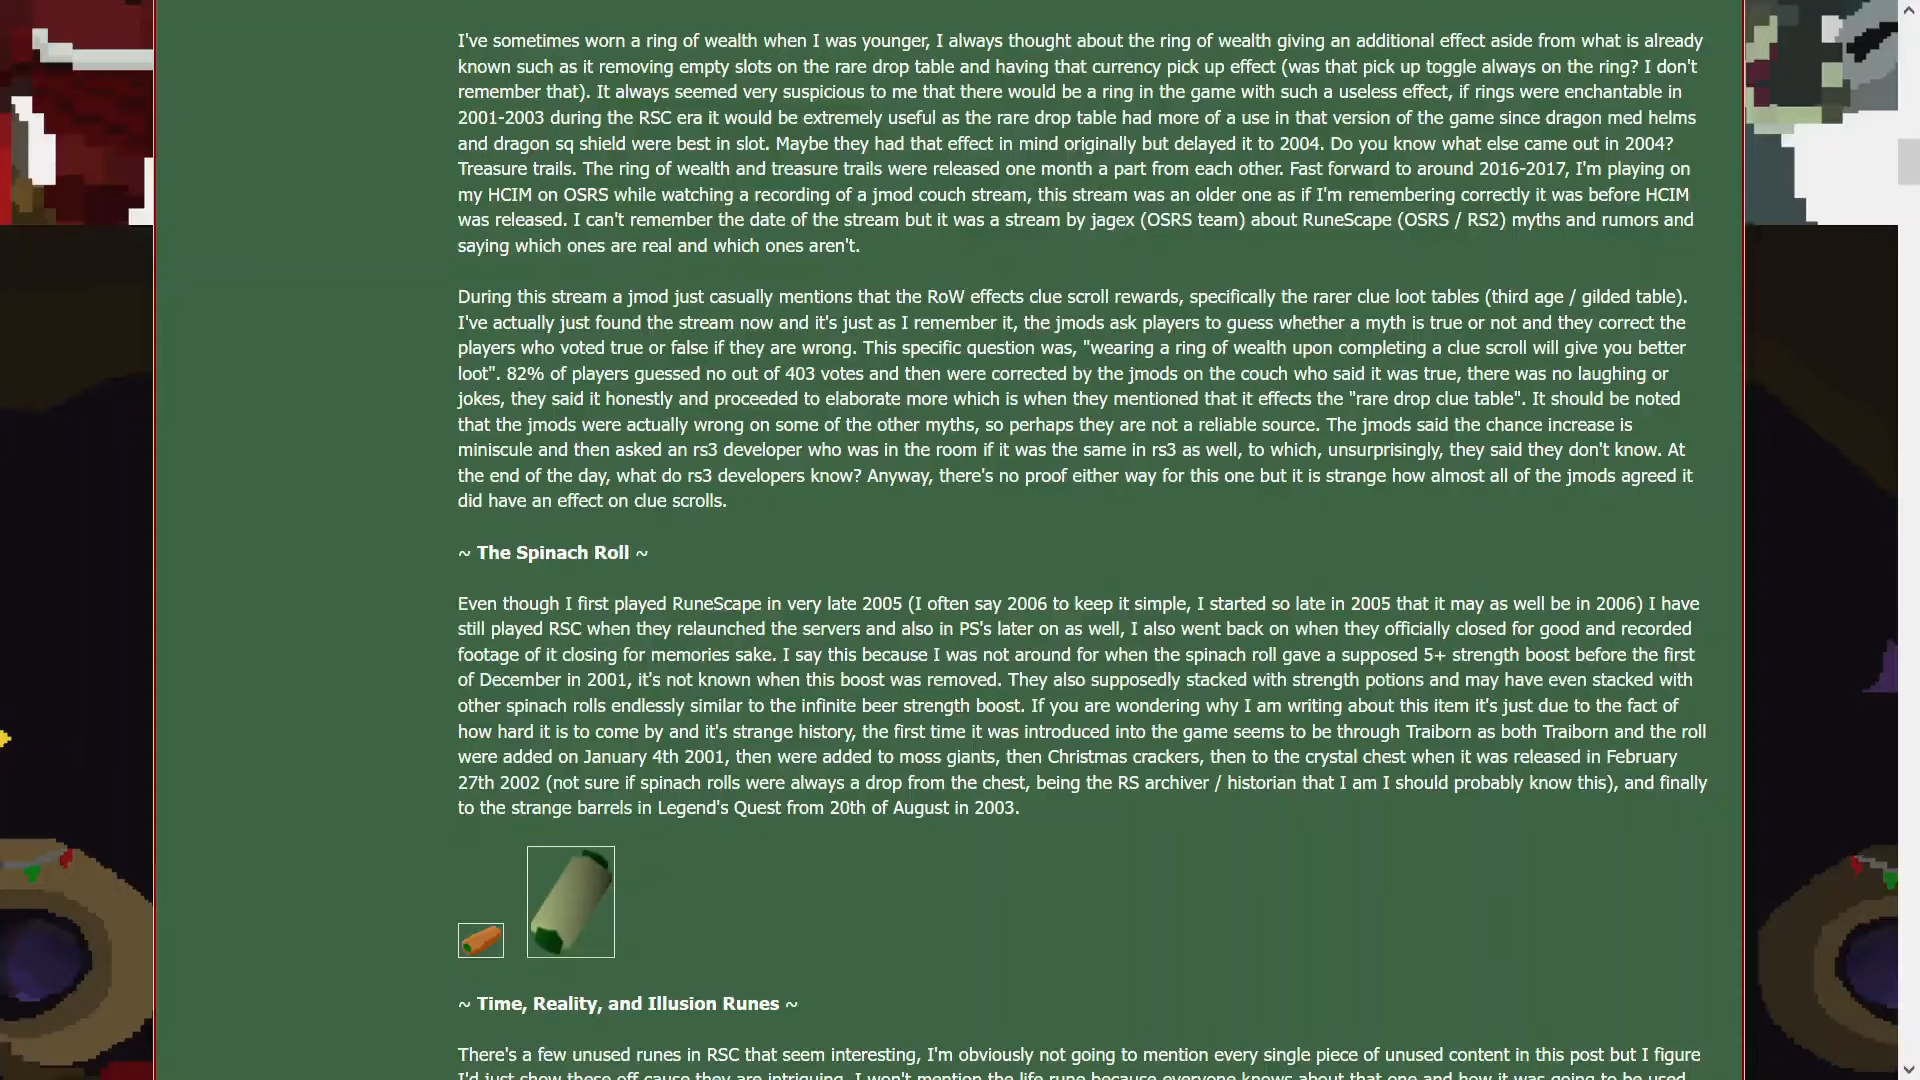 I've sometimes worn a ring of wealth when I was younger, I always thought about the ring of wealth giving an additional effect aside from what is already
known such as it removing empty slots on the rare drop table and having that currency pick up effect (was that pick up toggle always on the ring? I don't
remember that). It always seemed very suspicious to me that there would be a ring in the game with such a useless effect, if rings were enchantable in
2001-2003 during the RSC era it would be extremely useful as the rare drop table had more of a use in that version of the game since dragon med helms
and dragon sq shield were best in slot. Maybe they had that effect in mind originally but delayed it to 2004. Do you know what else came out in 2004?
Treasure trails. The ring of wealth and treasure trails were released one month a part from each other. Fast forward to around 2016-2017, I'm playing on
my HCIM on OSRS while watching a recording of a jmod couch stream, this stream was an older one as if I'm remembering correctly it was before HCIM
was released. I can't remember the date of the stream but it was a stream by jagex (OSRS team) about RuneScape (OSRS / RS2) myths and rumors and
saying which ones are real and which ones aren't.
During this stream a jmod just casually mentions that the RoW effects clue scroll rewards, specifically the rarer clue loot tables (third age / gilded table).
I've actually just found the stream now and it's just as I remember it, the jmods ask players to guess whether a myth is true or not and they correct the
players who voted true or false if they are wrong. This specific question was, "wearing a ring of wealth upon completing a clue scroll will give you better
loot". 82% of players guessed no out of 403 votes and then were corrected by the jmods on the couch who said it was true, there was no laughing or
jokes, they said it honestly and proceeded to elaborate more which is when they mentioned that it effects the "rare drop clue table". It should be noted
that the jmods were actually wrong on some of the other myths, so perhaps they are not a reliable source. The jmods said the chance increase is
miniscule and then asked an rs3 developer who was in the room if it was the same in rs3 as well, to which, unsurprisingly, they said they don't know. At
the end of the day, what do rs3 developers know? Anyway, there's no proof either way for this one but it is strange how almost all of the jmods agreed it
did have an effect on clue scrolls.
~ The Spinach Roll ~
Even though I first played RuneScape in very late 2005 (I often say 2006 to keep it simple, I started so late in 2005 that it may as well be in 2006) I have
still played RSC when they relaunched the servers and also in PS's later on as well, I also went back on when they officially closed for good and recorded
footage of it closing for memories sake. I say this because I was not around for when the spinach roll gave a supposed 5+ strength boost before the first
of December in 2001, it's not known when this boost was removed. They also supposedly stacked with strength potions and may have even stacked with
other spinach rolls endlessly similar to the infinite beer strength boost. If you are wondering why I am writing about this item it's just due to the fact of
how hard it is to come by and it's strange history, the first time it was introduced into the game seems to be through Traiborn as both Traiborn and the roll
were added on January 4th 2001, then were added to moss giants, then Christmas crackers, then to the crystal chest when it was released in February
27th 2002 (not sure if spinach rolls were always a drop from the chest, being the RS archiver / historian that I am I should probably know this), and finally
to the strange barrels in Legend's Quest from 20th of August in 2003.
~ Time, Reality, and Illusion Runes ~
There's a few unused runes in RSC that seem interesting, I'm obviously not going to mention every single piece of unused content in this post but I figure
I'd just show these off cause they are intriguing. I won't mention the life rune because everyone knows about that one and how it was going to be used